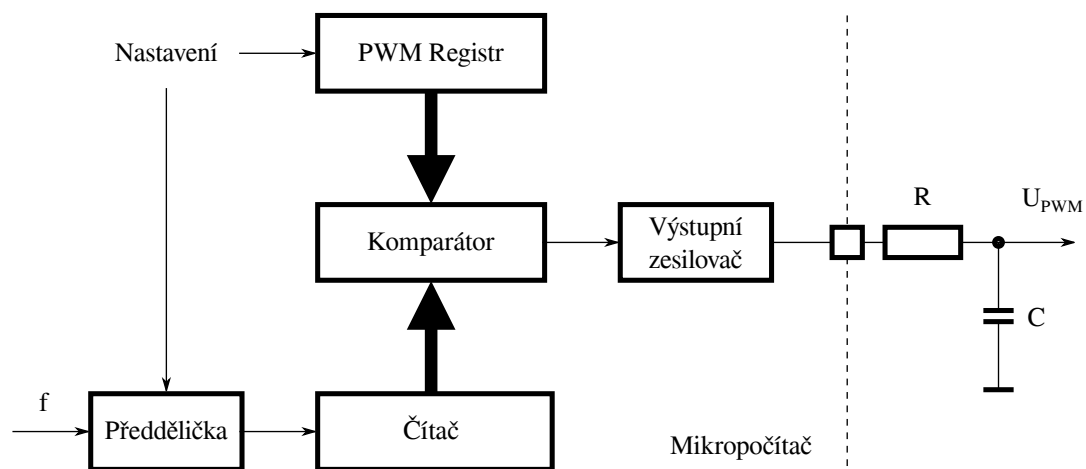 Nastavení
PWM Registr
Komparátor
Výstupní
zesilovač
R
U_PWM
C
f
Předdělička
Čítač
Mikropočítač